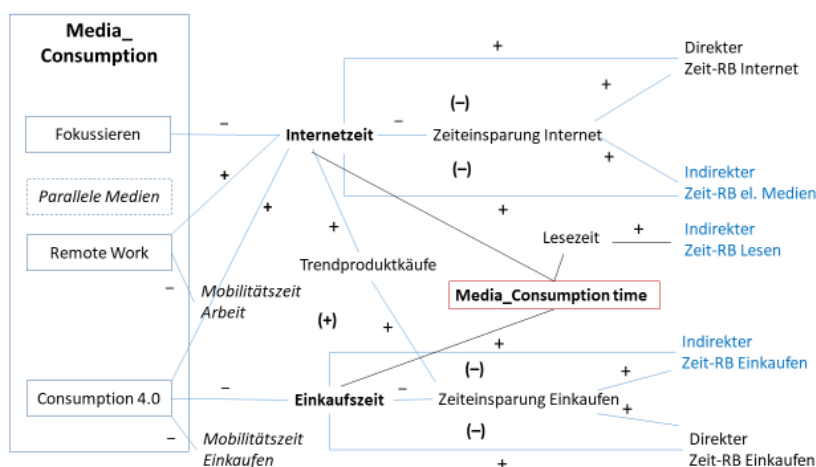 Media_
Consumption
Fokussieren
Parallele Medien
Remote Work
Consumption 4.0
–
+
–
+
–
–
Mobilitätszeit
Arbeit
Mobilitätszeit
Einkaufen
Internetzeit
–
Zeiteinsparung Internet
(–)
(–)
+
+
+
+
Direkter
Zeit-RB Internet
Indirekter
Zeit-RB el. Medien
Lesezeit
+
Indirekter
Zeit-RB Lesen
+
Trendproduktkäufe
(+)
+
Media_Consumption time
Einkaufszeit
–
Zeiteinsparung Einkaufen
(–)
(–)
+
+
+
+
Indirekter
Zeit-RB Einkaufen
Direkter
Zeit-RB Einkaufen